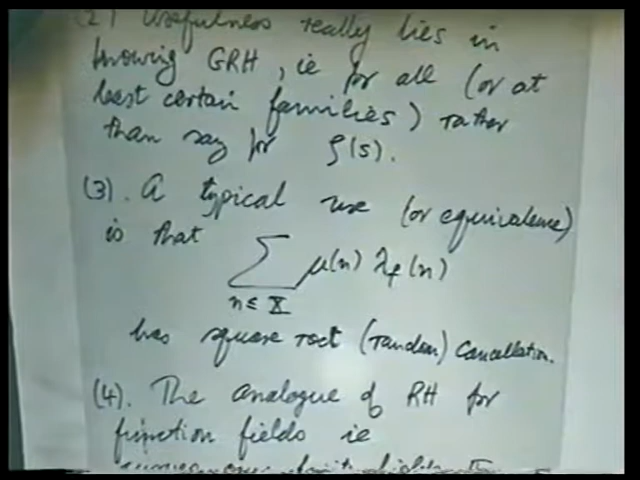 (2) Usefulness really lies in
knowing GRH, ie for all (or at
least certain families) rather
than say for ζ(s).
(3). A typical use (or equivalence)
is that ∑ μ(n) λ_f(n)
n ≤ X
has square root (random) cancellation.
(4). The analogue of RH for
function fields ie